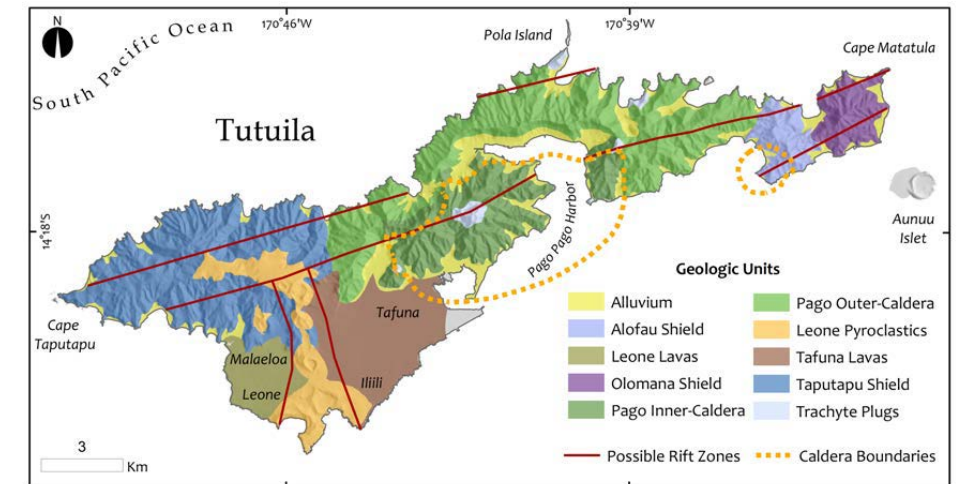 N
170°46'W
170°39'W
South Pacific Ocean
Pola Island
Cape Matatula
Tutuila
14°18'S
Pago Pago Harbor
Aunuu
Islet
Cape
Taputapu
Tafuna
Malaeloa
Leone
Iliili
3
Km
Geologic Units
Alluvium
Alofau Shield
Leone Lavas
Olomana Shield
Pago Inner-Caldera
Pago Outer-Caldera
Leone Pyroclastics
Tafuna Lavas
Taputapu Shield
Trachyte Plugs
Possible Rift Zones
Caldera Boundaries